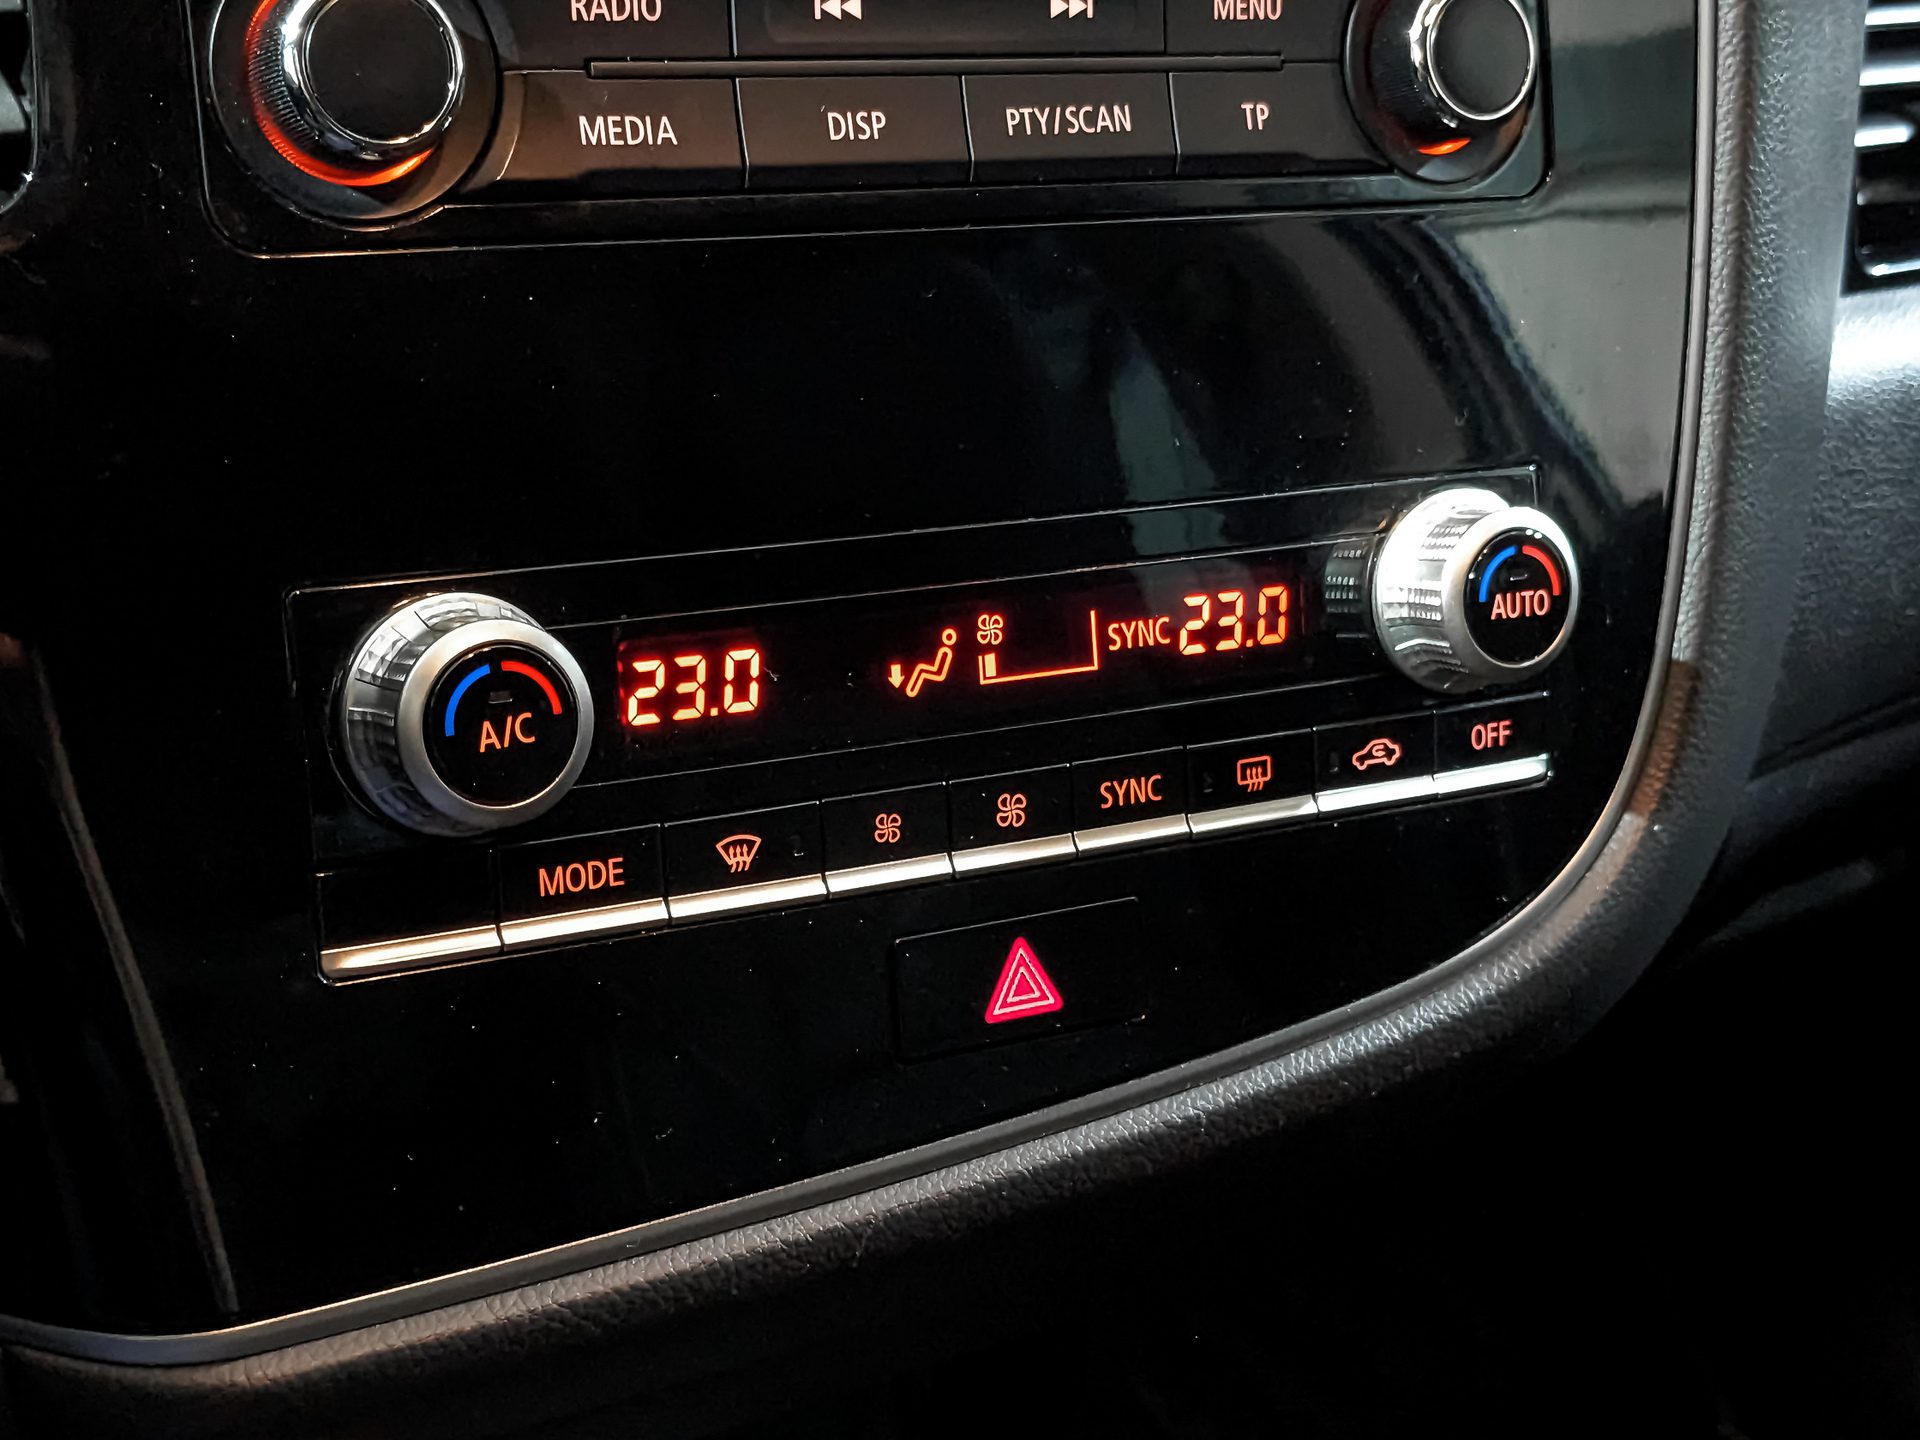 RADIO
MENU
MEDIA DISP PTY/SCAN TP
23.0 SYNC 23.0
A/C
AUTO
MODE SYNC OFF